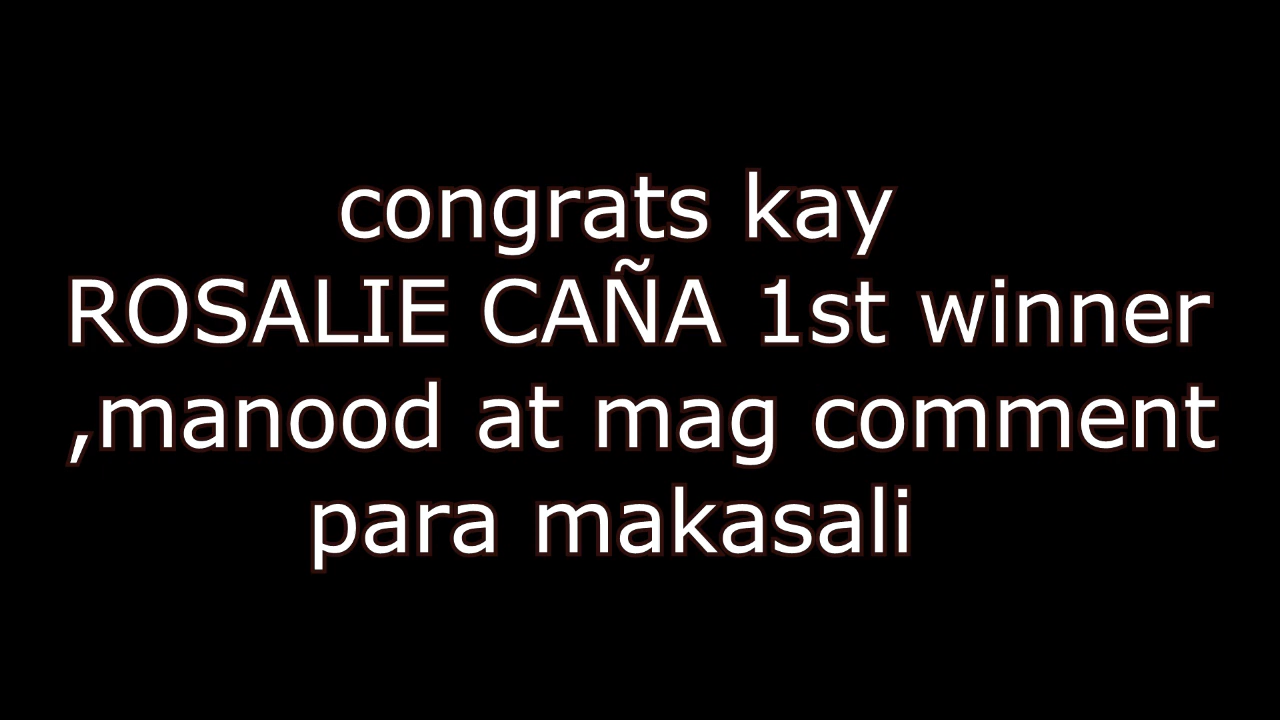 congrats kay
ROSALIE CAÑA 1st winner
,manood at mag comment
para makasali